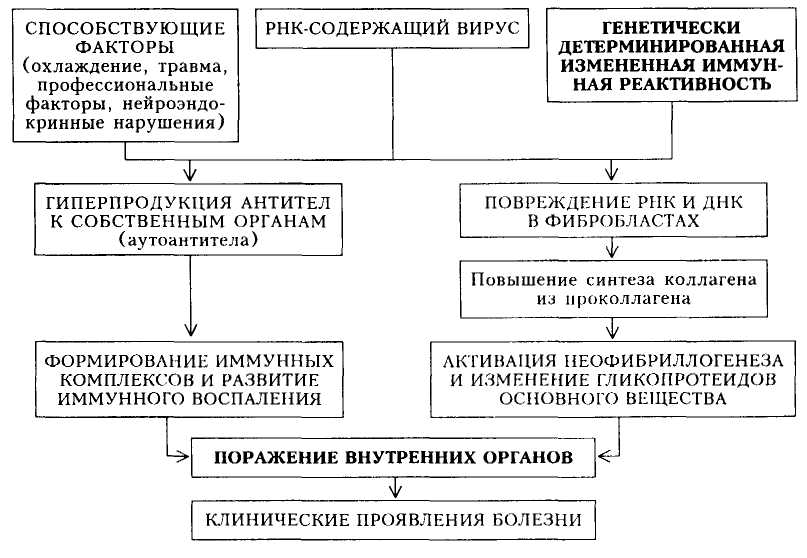 СПОСОБСТВУЮЩИЕ
ФАКТОРЫ
(охлаждение, травма,
профессиональные
факторы, нейроэндо-
кринные нарушения)
РНК-СОДЕРЖАЩИЙ ВИРУС
ГЕНЕТИЧЕСКИ
ДЕТЕРМИНИРОВАННАЯ
ИЗМЕНЕННАЯ ИММУН-
НАЯ РЕАКТИВНОСТЬ
ГИПЕРПРОДУКЦИЯ АНТИТЕЛ
К СОБСТВЕННЫМ ОРГАНАМ
(аутоантитела)
ПОВРЕЖДЕНИЕ РНК И ДНК
В ФИБРОБЛАСТАХ
Повышение синтеза коллагена
из проколлагена
ФОРМИРОВАНИЕ ИММУННЫХ
КОМПЛЕКСОВ И РАЗВИТИЕ
ИММУННОГО ВОСПАЛЕНИЯ
АКТИВАЦИЯ НЕОФИБРИЛЛОГЕНЕЗА
И ИЗМЕНЕНИЕ ГЛИКОПРОТЕИДОВ
ОСНОВНОГО ВЕЩЕСТВА
ПОРАЖЕНИЕ ВНУТРЕННИХ ОРГАНОВ
КЛИНИЧЕСКИЕ ПРОЯВЛЕНИЯ БОЛЕЗНИ